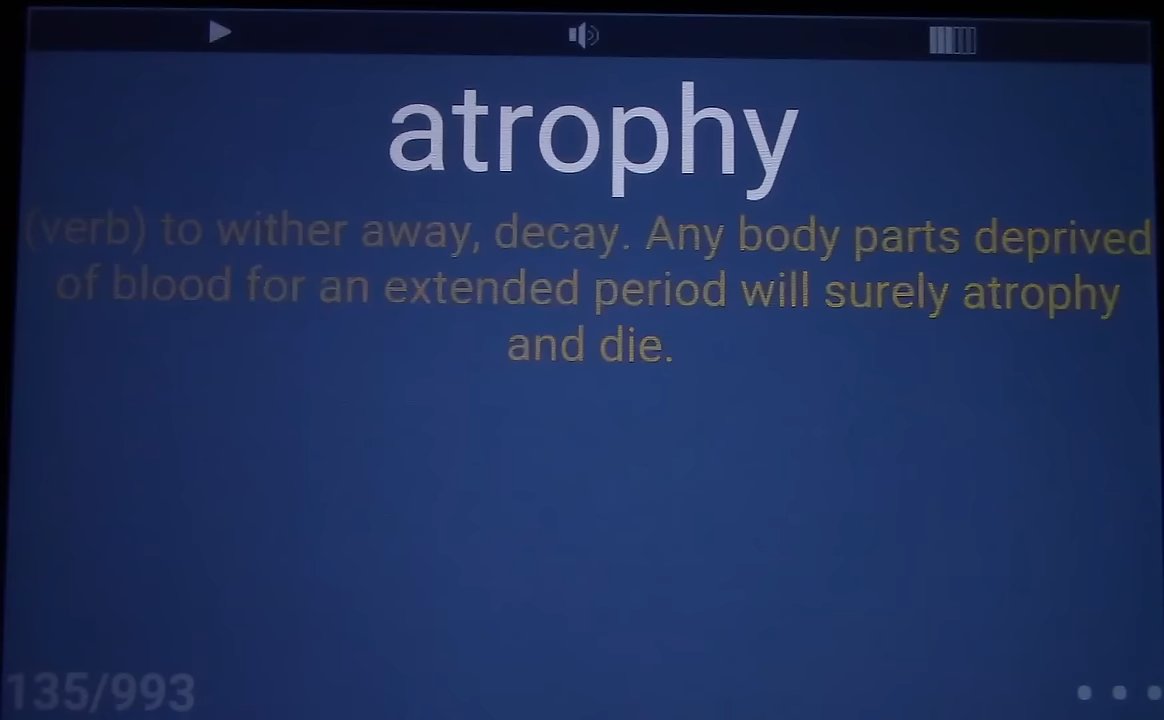 atrophy
(verb) to wither away, decay. Any body parts deprived
of blood for an extended period will surely atrophy
and die.
135/993